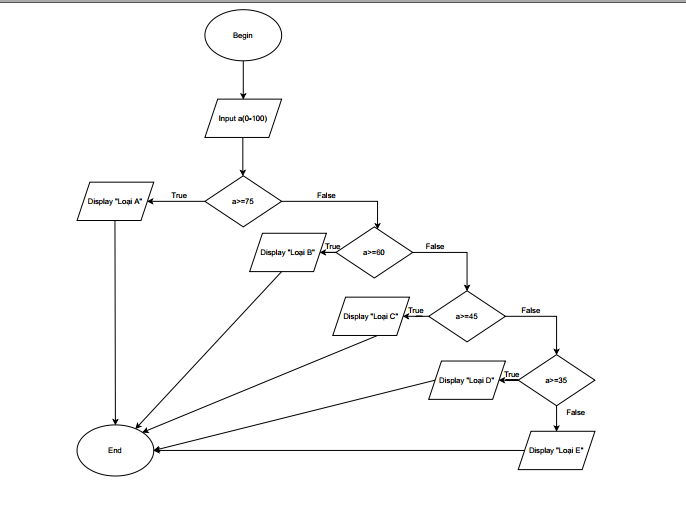 Begin
Input a(0-100)
a>=75
True
False
Display "Loại A"
a>=60
True
False
Display "Loại B"
a>=45
True
False
Display "Loại C"
a>=35
True
False
Display "Loại D"
Display "Loại E"
End